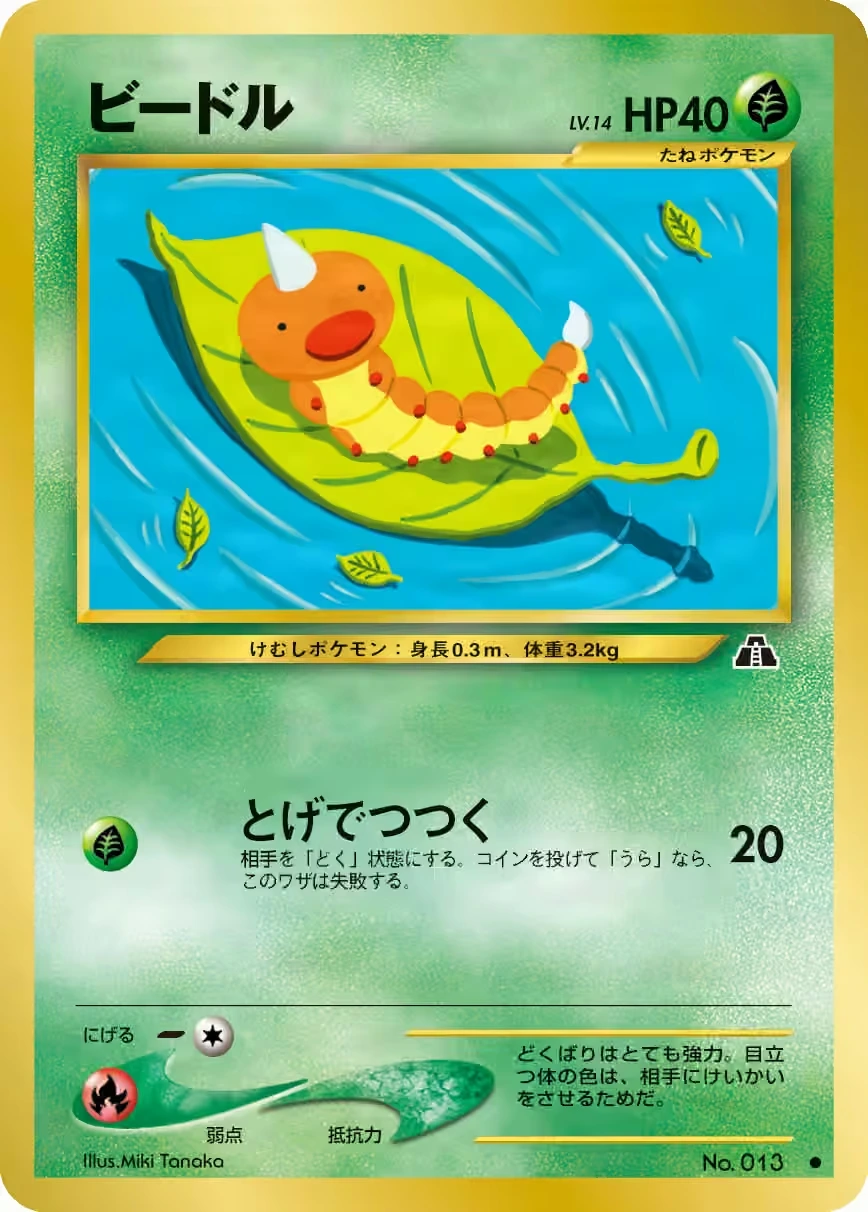 ビードル
LV.14 HP40
たねポケモン
けむしポケモン：身長0.3m、体重3.2kg
とげでつつく
20
相手を「どく」状態にする。コインを投げて「うら」なら、
このワザは失敗する。
にげる
弱点
抵抗力
どくばりはとても強力。目立
つ体の色は、相手にけいかい
をさせるためだ。
Illus.Miki Tanaka
No. 013